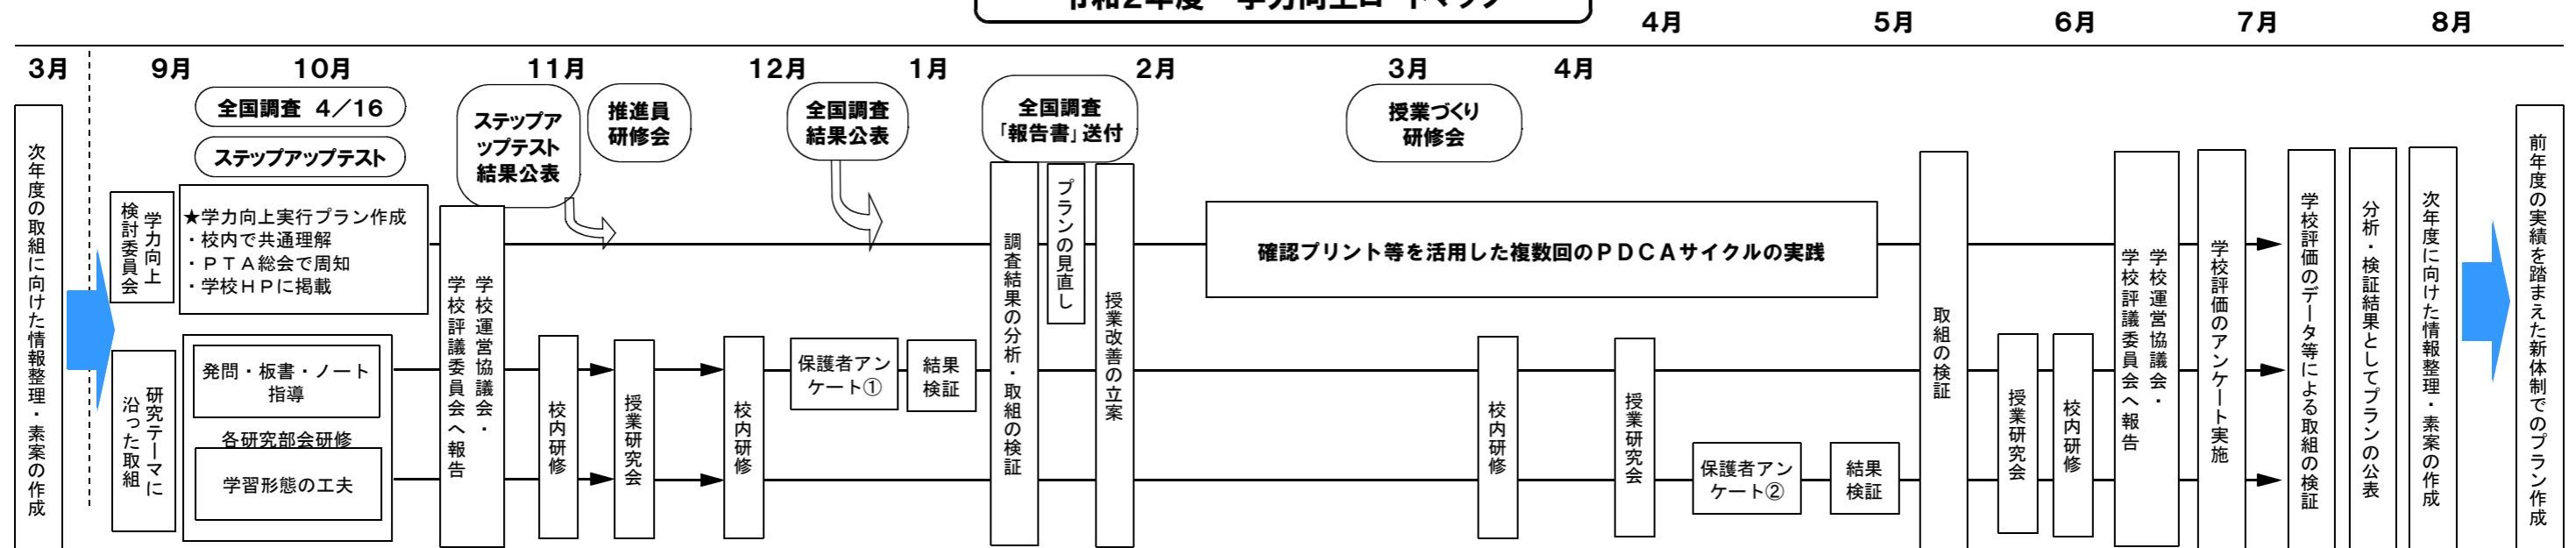 令和2年度　学力向上ロードマップ
4月
5月
6月
7月
8月
3月
9月
10月
11月
12月
1月
2月
3月
4月
全国調査 4／16
ステップアップテスト
ステップア
ップテスト
結果公表
推進員
研修会
全国調査
結果公表
全国調査
「報告書」送付
授業づくり
研修会
次年度の取組に向けた情報整理・素案の作成
学力向上
検討委員会
★学力向上実行プラン作成
・校内で共通理解
・ＰＴＡ総会で周知
・学校ＨＰに掲載
研究テーマに
沿った取組
発問・板書・ノート
指導
各研究部会研修
学習形態の工夫
学校運営協議会・
学校評議委員会へ報告
校内研修
授業研究会
校内研修
保護者アン
ケート①
結果
検証
調査結果の分析・取組の検証
プランの見直し
授業改善の立案
確認プリント等を活用した複数回のＰＤＣＡサイクルの実践
校内研修
授業研究会
保護者アン
ケート②
結果
検証
取組の検証
授業研究会
校内研修
学校運営協議会・
学校評議委員会へ報告
学校評価のアンケート実施
学校評価のデータ等による取組の検証
分析・検証結果としてプランの公表
次年度に向けた情報整理・素案の作成
前年度の実績を踏まえた新体制でのプラン作成